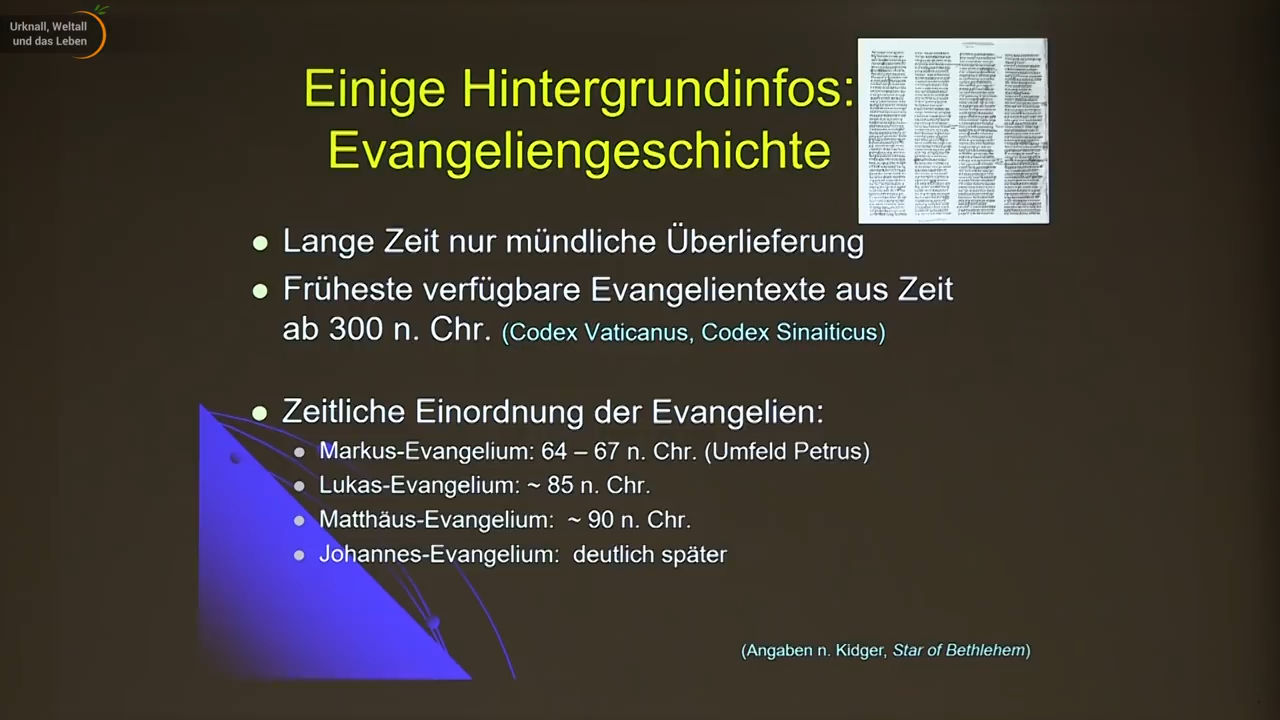 Urknall, Weltall
und das Leben
Einige Hintergrundinfos:
Evangeliengeschichte
● Lange Zeit nur mündliche Überlieferung
● Früheste verfügbare Evangelientexte aus Zeit
ab 300 n. Chr. (Codex Vaticanus, Codex Sinaiticus)
● Zeitliche Einordnung der Evangelien:
● Markus-Evangelium: 64 – 67 n. Chr. (Umfeld Petrus)
● Lukas-Evangelium: ~ 85 n. Chr.
● Matthäus-Evangelium: ~ 90 n. Chr.
● Johannes-Evangelium: deutlich später
(Angaben n. Kidger, Star of Bethlehem)